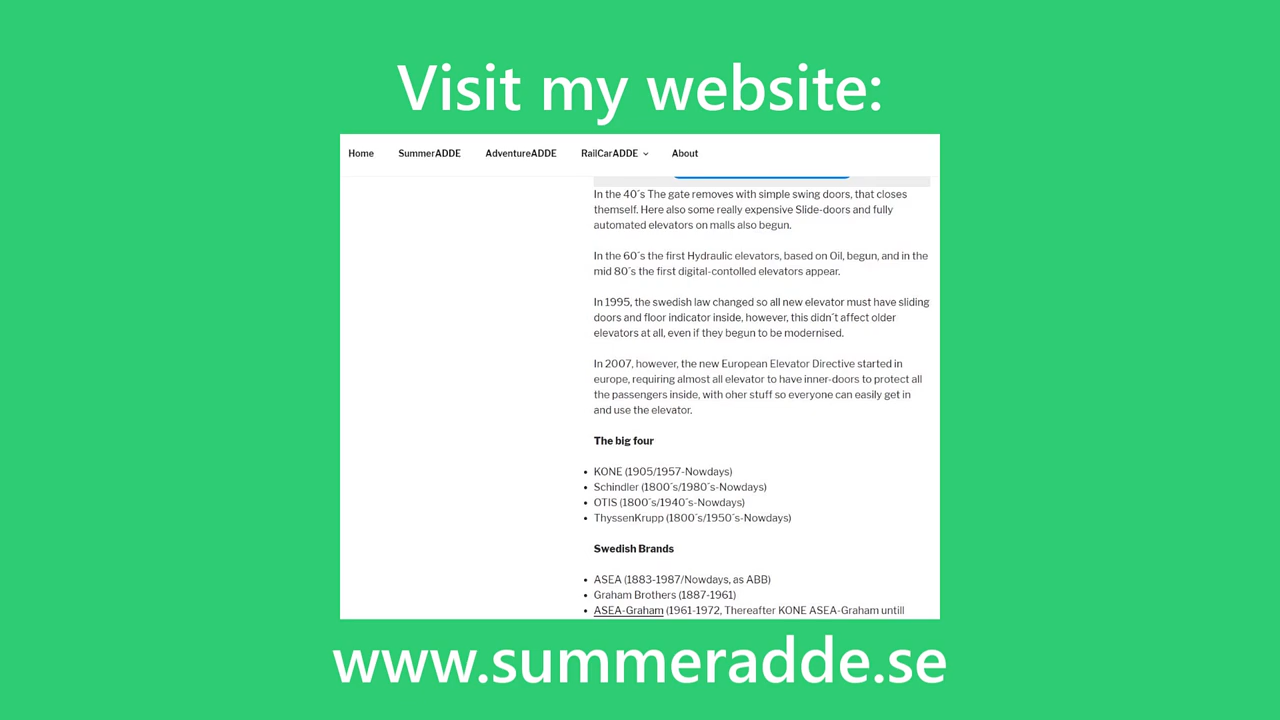 Visit my website:
Home SummerADDE AdventureADDE RailCarADDE About
In the 40´s The gate removes with simple swing doors, that closes
themself. Here also some really expensive Slide-doors and fully
automated elevators on malls also begun.
In the 60´s the first Hydraulic elevators, based on Oil, begun, and in the
mid 80´s the first digital-contolled elevators appear.
In 1995, the swedish law changed so all new elevator must have sliding
doors and floor indicator inside, however, this didn´t affect older
elevators at all, even if they begun to be modernised.
In 2007, however, the new European Elevator Directive started in
europe, requiring almost all elevator to have inner-doors to protect all
the passengers inside, with oher stuff so everyone can easily get in
and use the elevator.
The big four
• KONE (1905/1957-Nowdays)
• Schindler (1800´s/1980´s-Nowdays)
• OTIS (1800´s/1940´s-Nowdays)
• ThyssenKrupp (1800´s/1950´s-Nowdays)
Swedish Brands
• ASEA (1883-1987/Nowdays, as ABB)
• Graham Brothers (1887-1961)
• ASEA-Graham (1961-1972, Thereafter KONE ASEA-Graham untill
www.summeradde.se